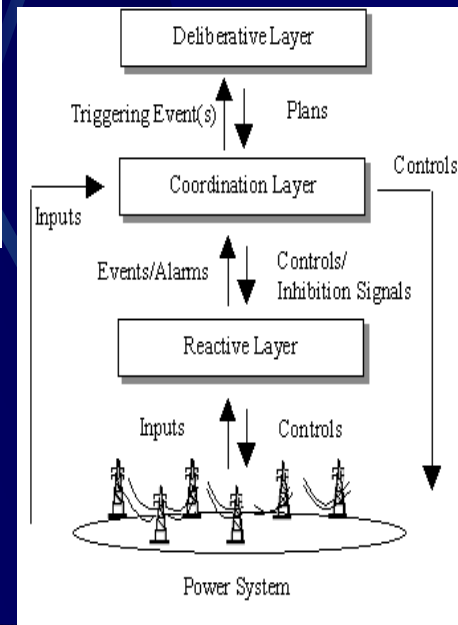 Deliberative Layer
Triggering Event(s)
Plans
Coordination Layer
Controls
Inputs
Events/Alarms
Controls/
Inhibition Signals
Reactive Layer
Inputs
Controls
Power System